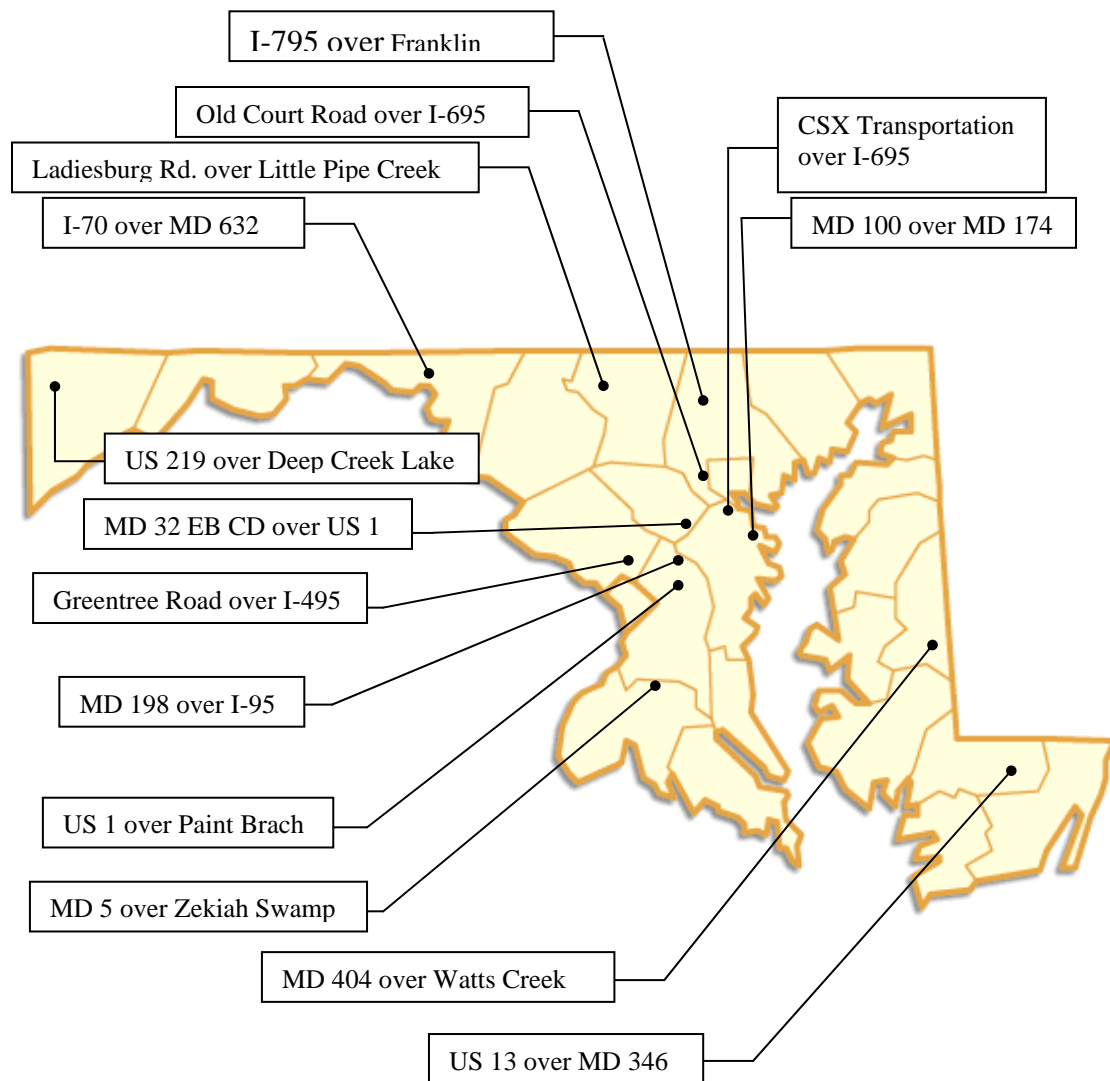 I-795 over Franklin
Old Court Road over I-695
CSX Transportation
over I-695
Ladiesburg Rd. over Little Pipe Creek
I-70 over MD 632
MD 100 over MD 174
US 219 over Deep Creek Lake
MD 32 EB CD over US 1
Greentree Road over I-495
MD 198 over I-95
US 1 over Paint Brach
MD 5 over Zekiah Swamp
MD 404 over Watts Creek
US 13 over MD 346